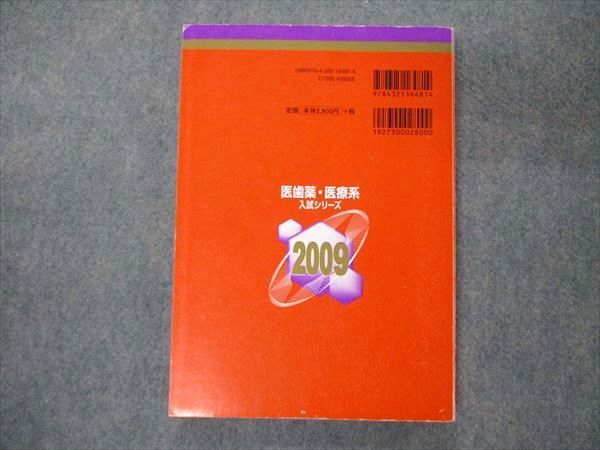 ISBN978-4-325-16481-4
C7300 ¥2800E
定価 本体2,800円 +税
9784325164814
1927300028000
医歯薬・医療系
入試シリーズ
2009